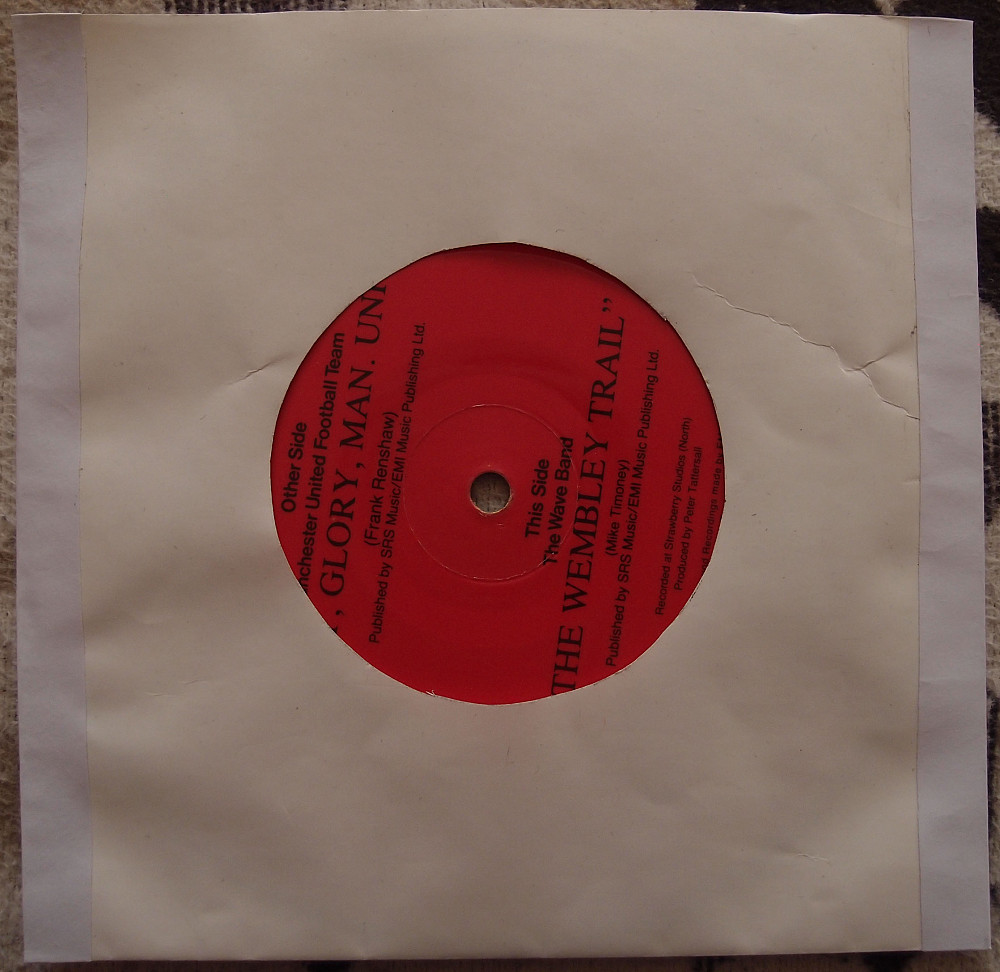 Other Side
nchester United Football Team
, GLORY, MAN. UNI
(Frank Renshaw)
Published by SRS Music/EMI Music Publishing Ltd.
This Side
The Wave Band
THE WEMBLEY TRAIL”
(Mike Timoney)
Published by SRS Music/EMI Music Publishing Ltd.
Recorded at Strawberry Studios (North)
Produced by Peter Tattersall
Recordings made